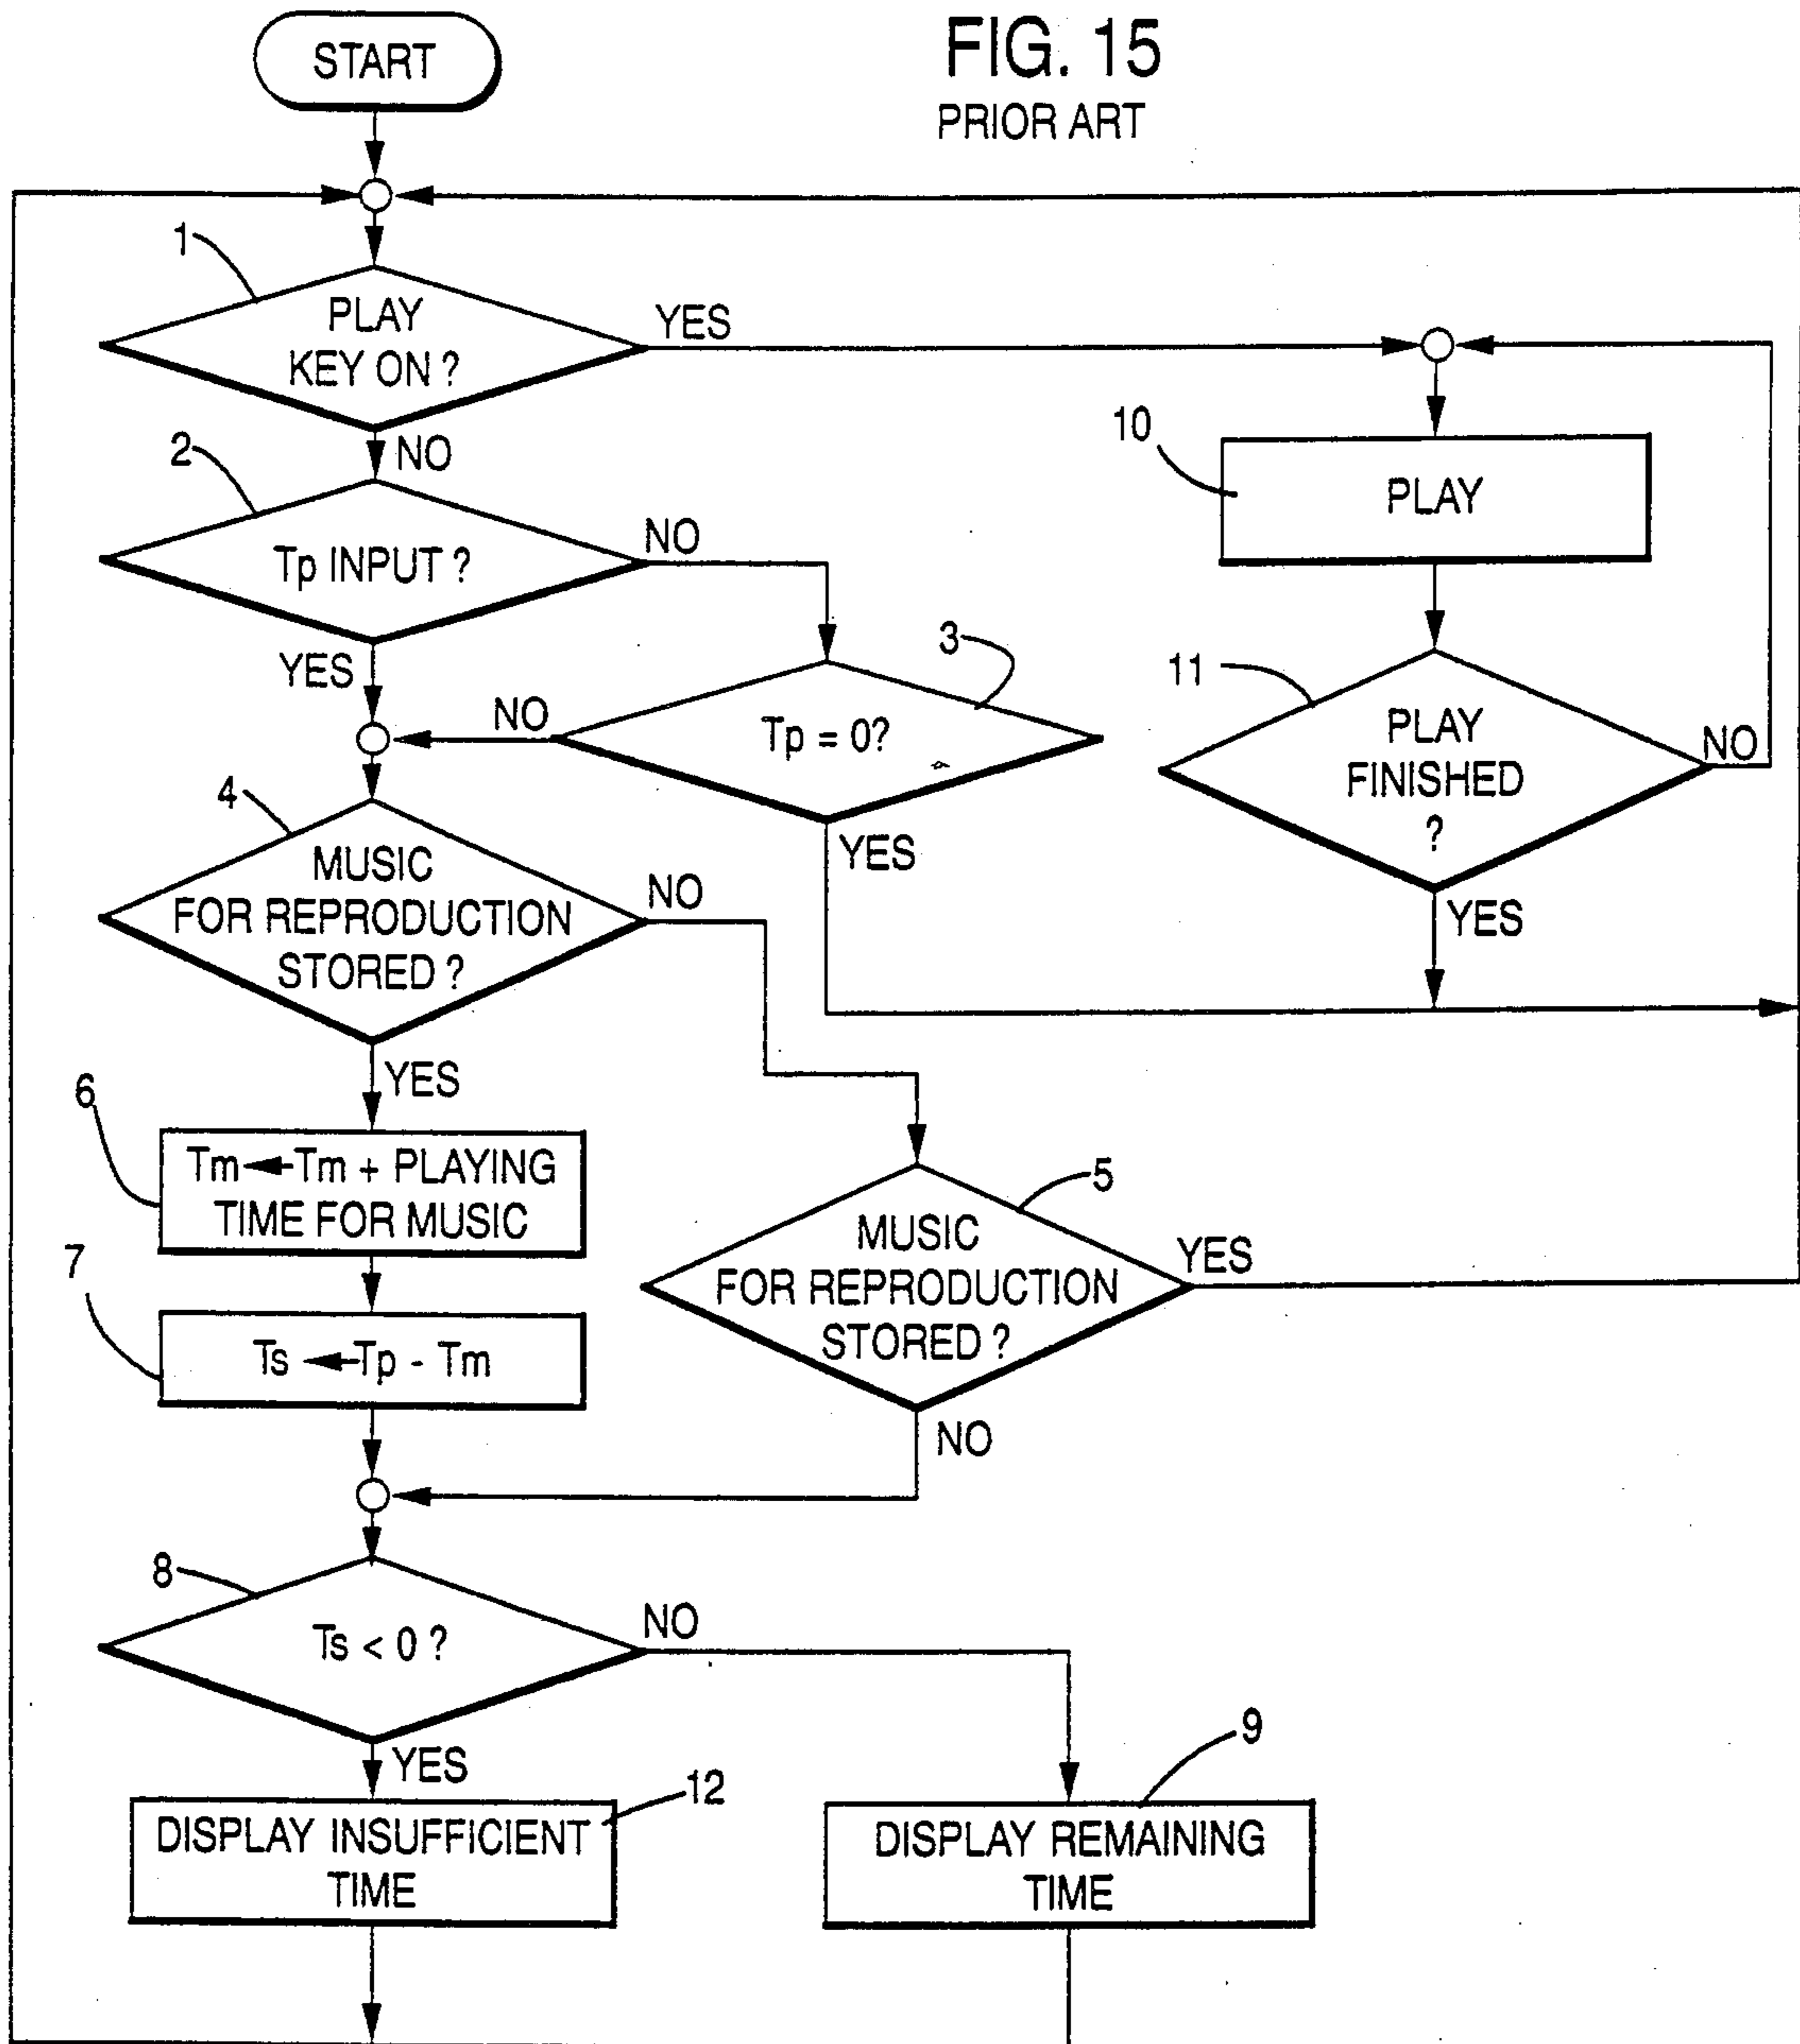 FIG. 15
PRIOR ART
START
1
PLAY
KEY ON ?
YES
NO
2
Tp INPUT ?
NO
YES
3
Tp = 0?
NO
YES
10
PLAY
11
PLAY
FINISHED
?
NO
YES
4
MUSIC
FOR REPRODUCTION
STORED ?
NO
YES
6
Tm ← Tm + PLAYING
TIME FOR MUSIC
5
MUSIC
FOR REPRODUCTION
STORED ?
YES
NO
7
Ts ← Tp - Tm
8
Ts < 0 ?
NO
YES
12
DISPLAY INSUFFICIENT
TIME
9
DISPLAY REMAINING
TIME